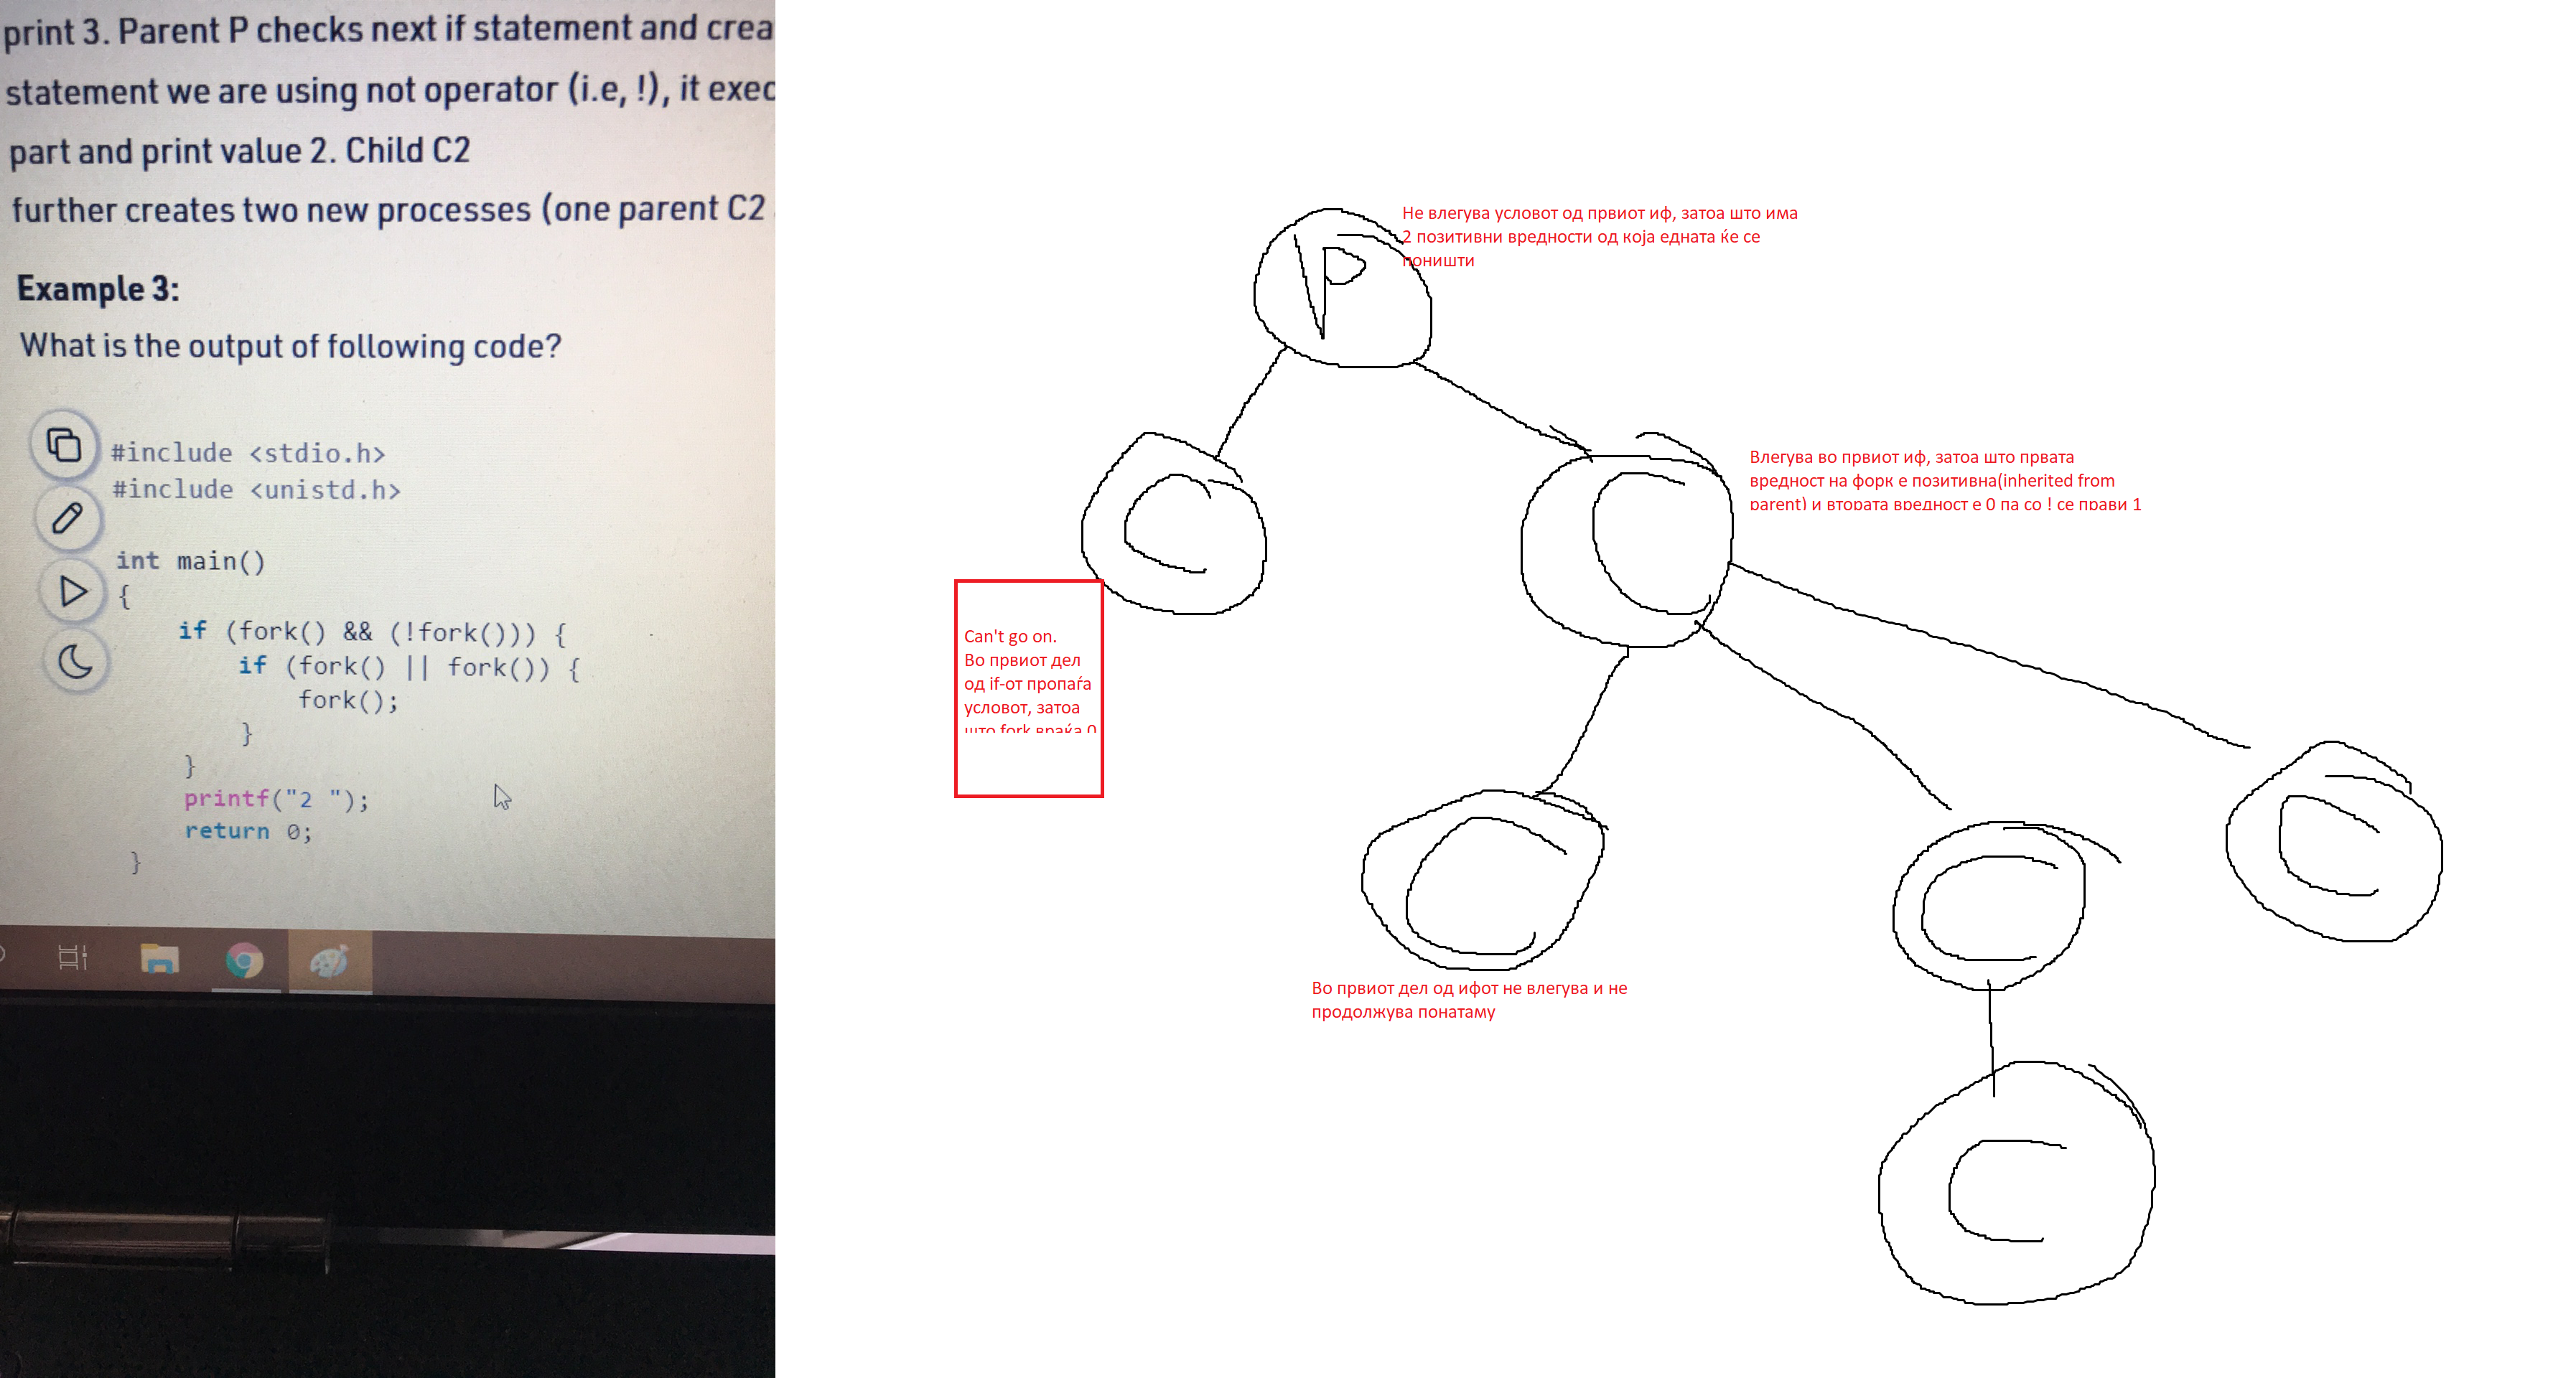 print 3. Parent P checks next if statement and crea
statement we are using not operator (i.e, !), it exec
part and print value 2. Child C2
further creates two new processes (one parent C2
Example 3:
What is the output of following code?
#include <stdio.h>
#include <unistd.h>
int main()
{
if (fork() && (!fork())) {
if (fork() || fork()) {
fork();
}
}
printf("2 ");
return 0;
}
P
Не влегува условот од првиот иф, затоа што има
2 позитивни вредности од која едната ќе се
поништи
C
C
Влегува во првиот иф, затоа што првата
вредност на форк е позитивна(inherited from
parent) и втората вредност е 0 па со ! се прави 1
Can't go on.
Во првиот дел
од if-от пропаѓа
условот, затоа
што fork враќа 0
C
C
C
Во првиот дел од ифот не влегува и не
продолжува понатаму
C